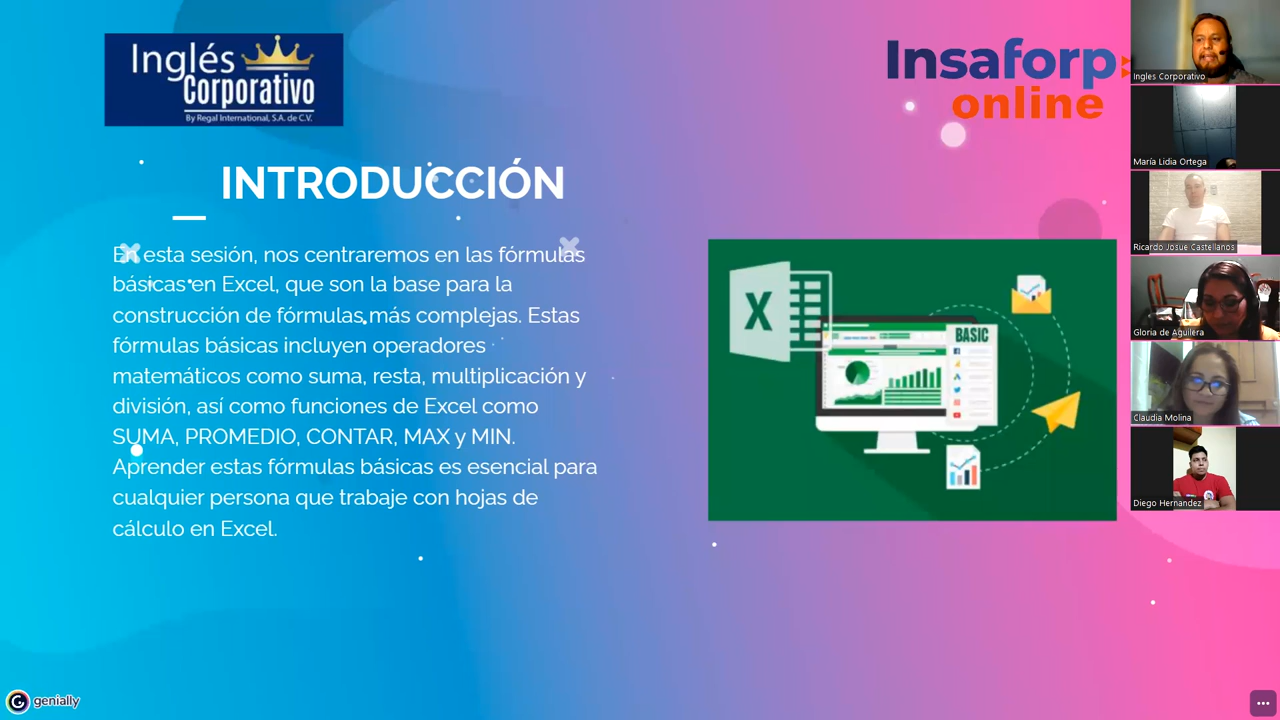 Inglés
Corporativo
By Regal International, S.A. de C.V.
Insaforp
online
INTRODUCCIÓN
En esta sesión, nos centraremos en las fórmulas
básicas en Excel, que son la base para la
construcción de fórmulas más complejas. Estas
fórmulas básicas incluyen operadores
matemáticos como suma, resta, multiplicación y
división, así como funciones de Excel como
SUMA, PROMEDIO, CONTAR, MAX y MIN.
Aprender estas fórmulas básicas es esencial para
cualquier persona que trabaje con hojas de
cálculo en Excel.
X
BASIC
Ingles Corporativo
María Lidia Ortega
Ricardo Josue Castellanos
Gloria de Aguilera
Claudia Molina
Diego Hernandez
genially